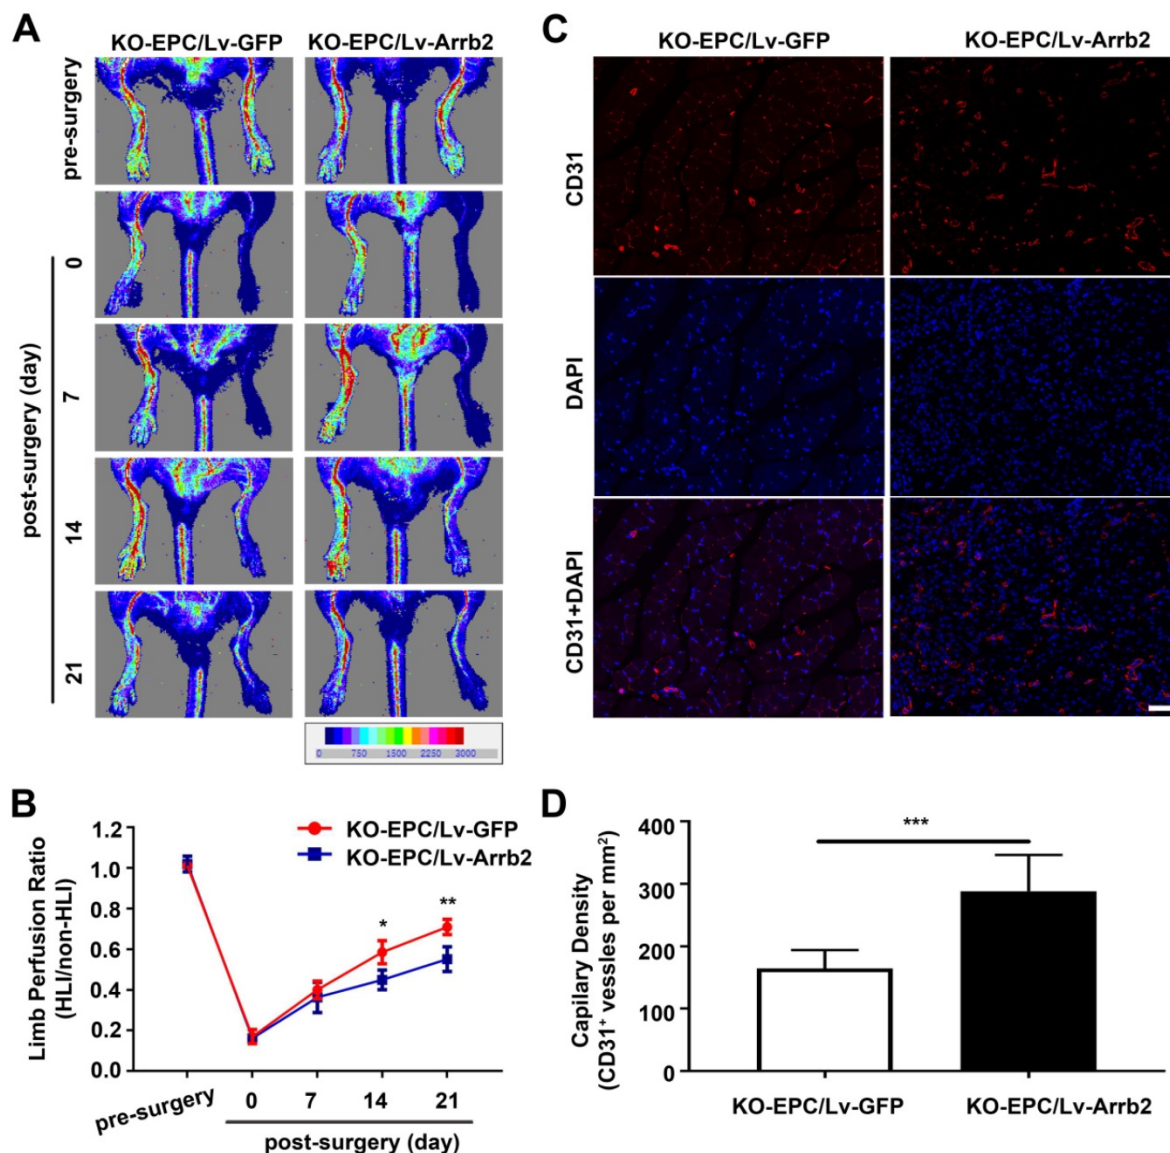 A
KO-EPC/Lv-GFP
KO-EPC/Lv-Arrb2
pre-surgery
post-surgery (day)
0
7
14
21
0 750 1500 2250 3000
B
Limb Perfusion Ratio
(HLI/non-HLI)
1.2
1.0
0.8
0.6
0.4
0.2
0.0
KO-EPC/Lv-GFP
KO-EPC/Lv-Arrb2
*
**
pre-surgery
0 7 14 21
post-surgery (day)
C
KO-EPC/Lv-GFP
KO-EPC/Lv-Arrb2
CD31
DAPI
CD31+DAPI
D
Capilary Density
(CD31⁺ vessles per mm²)
400
300
200
100
0
***
KO-EPC/Lv-GFP
KO-EPC/Lv-Arrb2